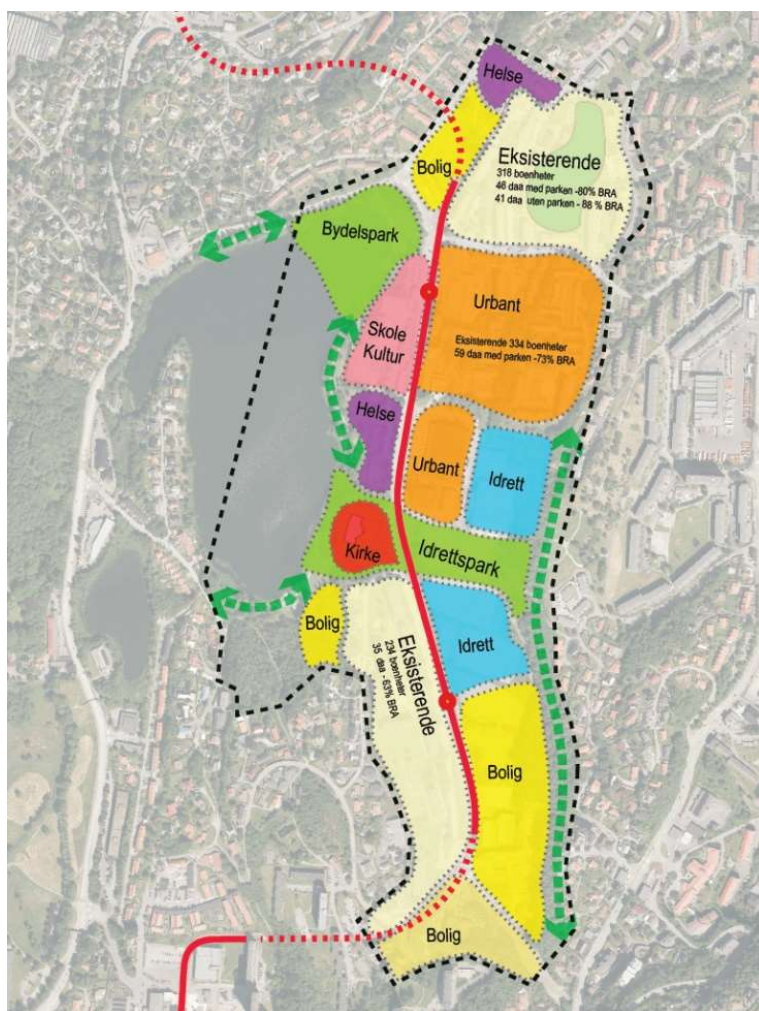 Helse
Bolig
Eksisterende
318 boenheter
46 daa med parken -80% BRA
41 daa uten parken - 88 % BRA
Bydelspark
Urbant
Eksisterende 334 boenheter
59 daa med parken -73% BRA
Skole
Kultur
Helse
Urbant
Idrett
Kirke
Idrettspark
Bolig
Eksisterende
234 boenheter
35 daa - 63% BRA
Idrett
Bolig
Bolig